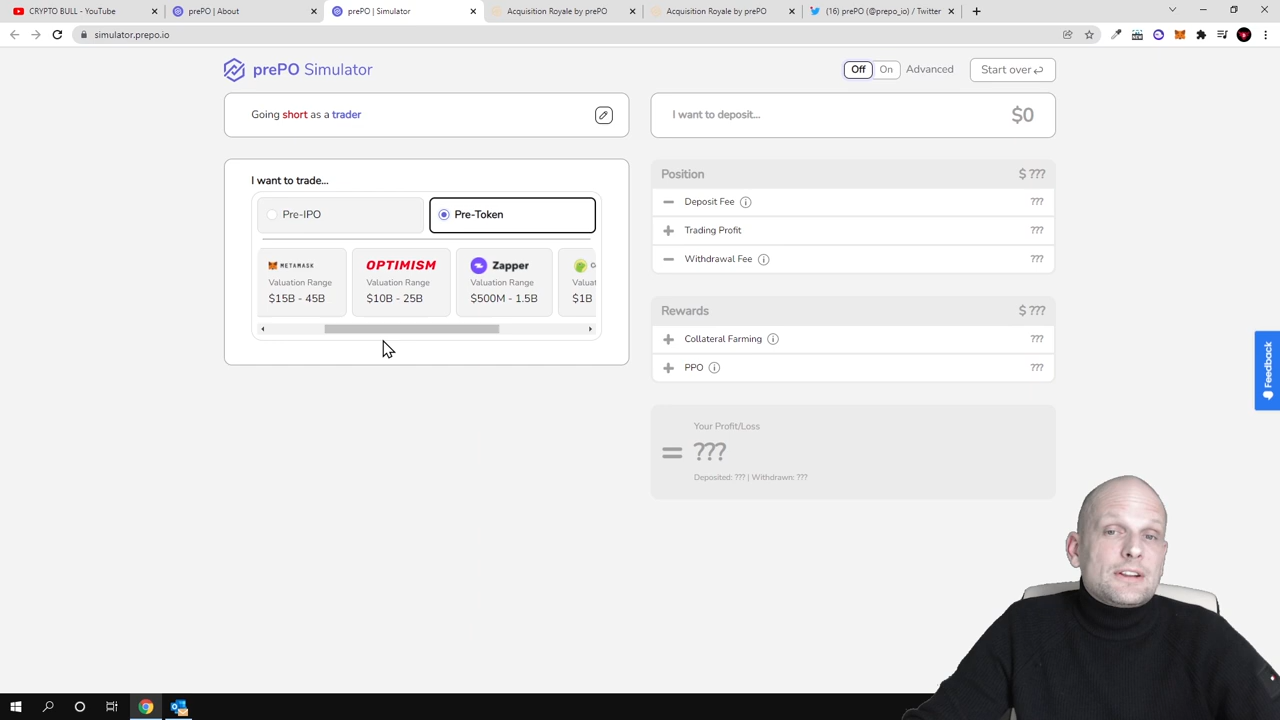 CRYPTO BULL - YouTube
prePO | About
prePO | Simulator
Acquisition Royale by prePO
Acquisition Royale by prePO
(16) prePO (@prepo_io) / Twitter
simulator.prepo.io
prePO Simulator
Off
On
Advanced
Start over
Going short as a trader
I want to deposit...
$0
I want to trade...
Pre-IPO
Pre-Token
METAMASK
Valuation Range
$15B - 45B
OPTIMISM
Valuation Range
$10B - 25B
Zapper
Valuation Range
$500M - 1.5B
Valuat
$1B
Position
$ ???
Deposit Fee
???
Trading Profit
???
Withdrawal Fee
???
Rewards
$ ???
Collateral Farming
???
PPO
???
Your Profit/Loss
= ???
Deposited: ??? | Withdrawn: ???
Feedback